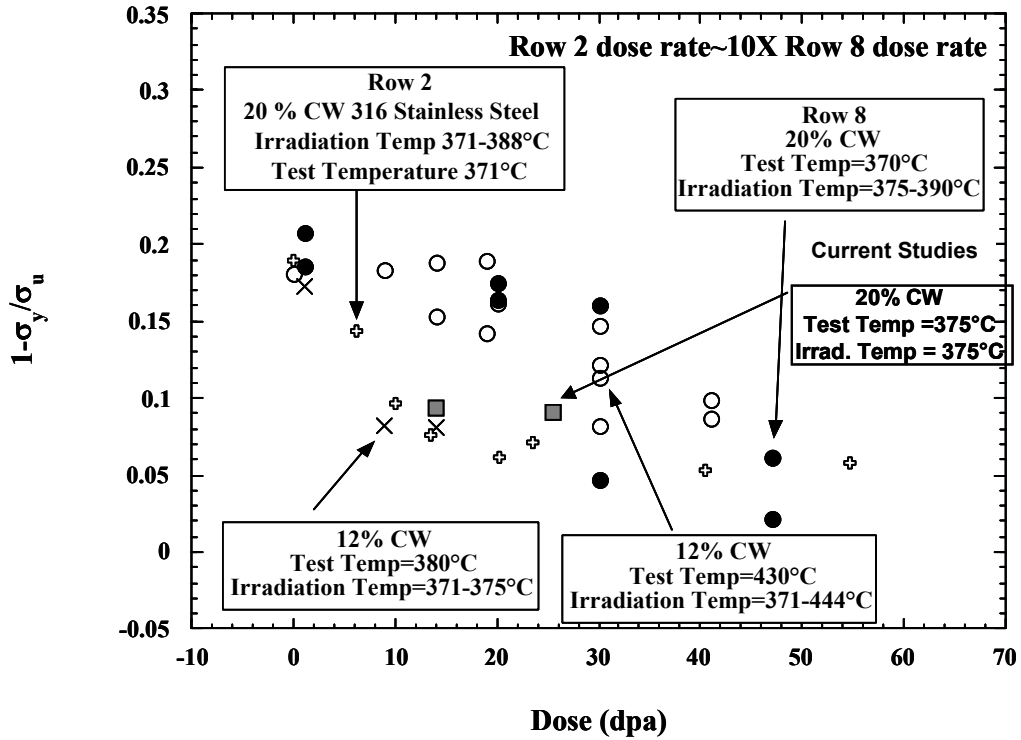 Row 2 dose rate~10X Row 8 dose rate
Row 2
20 % CW 316 Stainless Steel
Irradiation Temp 371-388°C
Test Temperature 371°C
Row 8
20% CW
Test Temp=370°C
Irradiation Temp=375-390°C
Current Studies
20% CW
Test Temp =375°C
Irrad. Temp = 375°C
12% CW
Test Temp=380°C
Irradiation Temp=371-375°C
12% CW
Test Temp=430°C
Irradiation Temp=371-444°C
1-σy/σu
0.35
0.3
0.25
0.2
0.15
0.1
0.05
0
-0.05
-10
0
10
20
30
40
50
60
70
Dose (dpa)